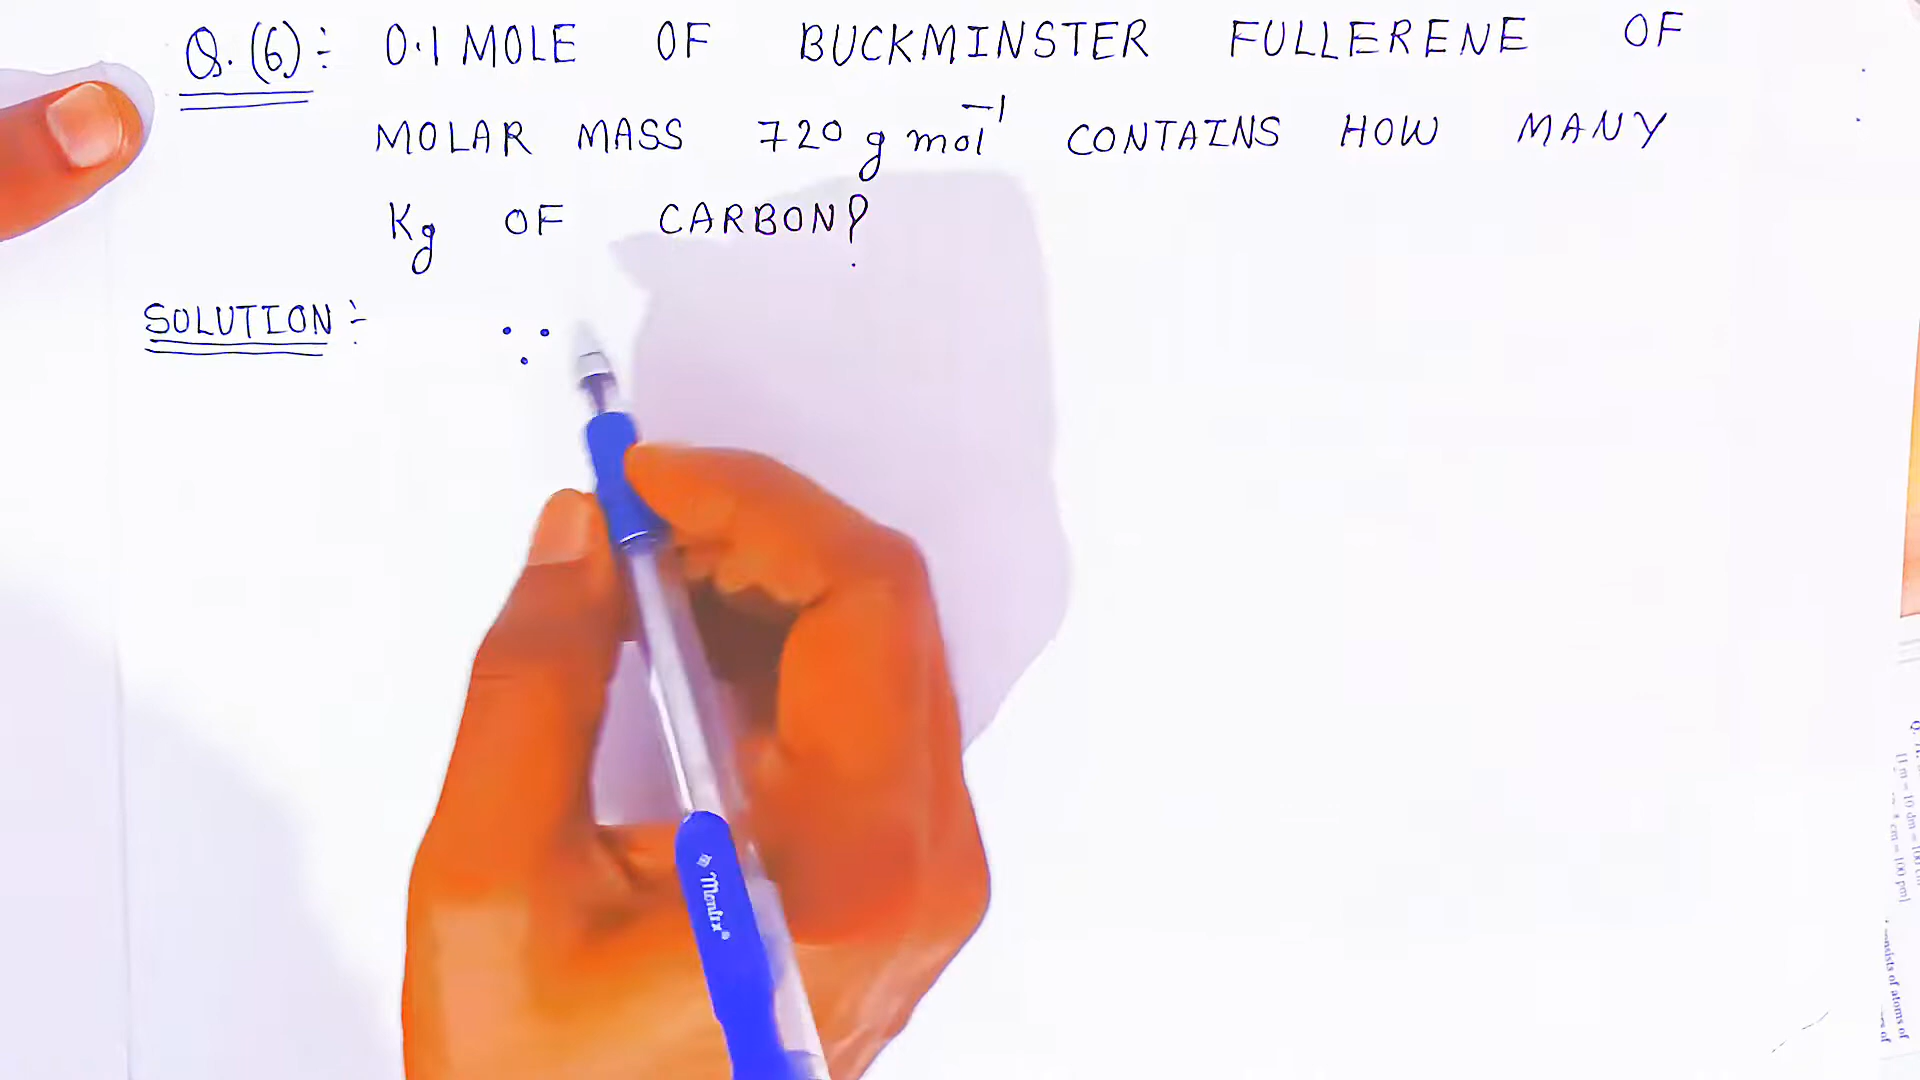 Q.(6):- 0.1 MOLE OF BUCKMINSTER FULLERENE OF
MOLAR MASS 720 g mol⁻¹ CONTAINS HOW MANY
Kg OF CARBON?
SOLUTION :- ∵
Montex